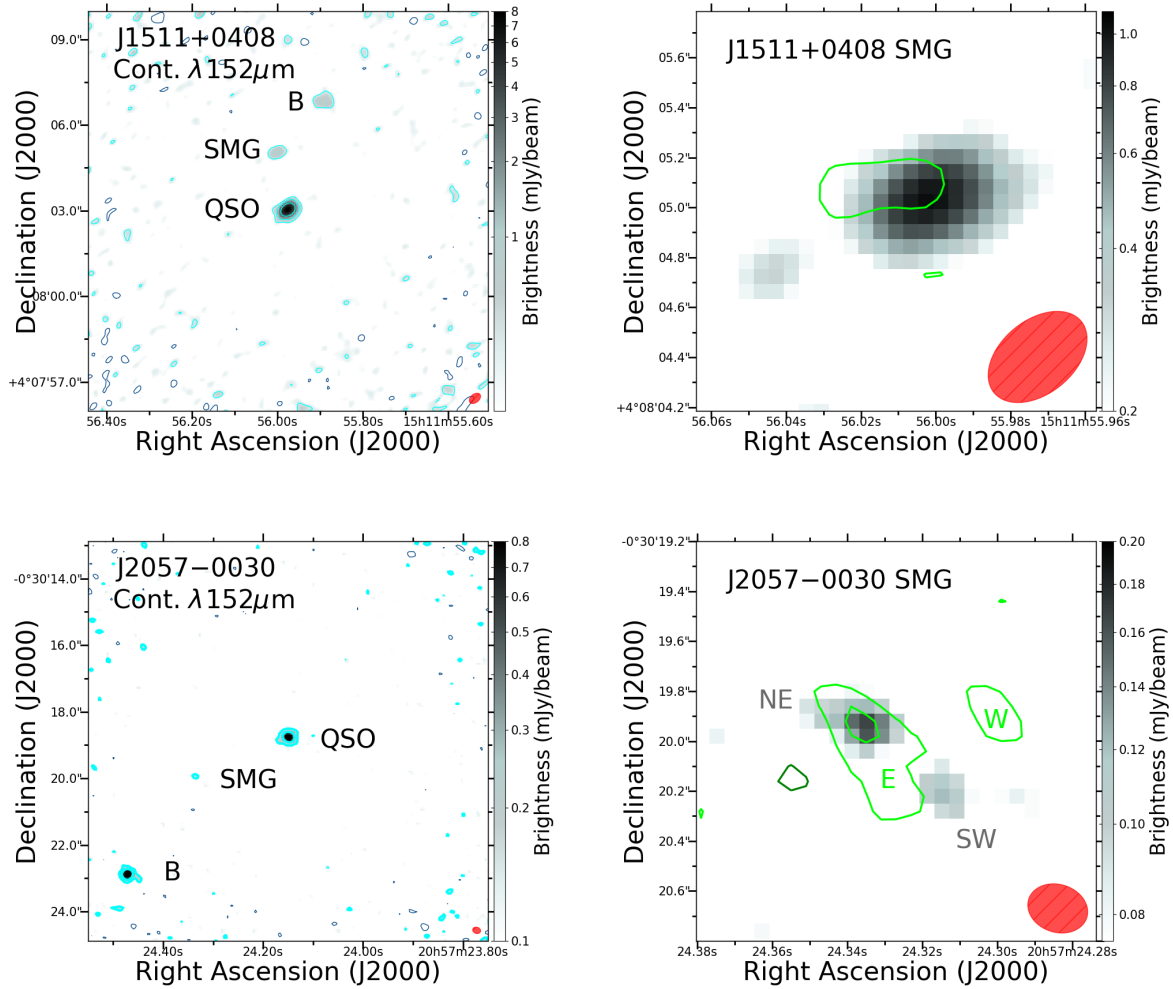 J1511+0408
Cont. λ152μm
B
SMG
QSO
09.0"
06.0"
03.0"
08'00.0"
+4°07'57.0"
Declination (J2000)
56.40s 56.20s 56.00s 55.80s 15h11m55.60s
Right Ascension (J2000)
8
7
6
5
4
3
2
1
Brightness (mJy/beam)
J1511+0408 SMG
05.6"
05.4"
05.2"
05.0"
04.8"
04.6"
04.4"
+4°08'04.2"
Declination (J2000)
56.06s 56.04s 56.02s 56.00s 55.98s 15h11m55.96s
Right Ascension (J2000)
1.0
0.8
0.6
0.4
0.2
Brightness (mJy/beam)
J2057−0030
Cont. λ152μm
QSO
SMG
B
-0°30'14.0"
16.0"
18.0"
20.0"
22.0"
24.0"
Declination (J2000)
24.40s 24.20s 24.00s 20h57m23.80s
Right Ascension (J2000)
0.8
0.7
0.6
0.5
0.4
0.3
0.2
0.1
Brightness (mJy/beam)
J2057−0030 SMG
NE
W
E
SW
-0°30'19.2"
19.4"
19.6"
19.8"
20.0"
20.2"
20.4"
20.6"
Declination (J2000)
24.38s 24.36s 24.34s 24.32s 24.30s 20h57m24.28s
Right Ascension (J2000)
0.20
0.18
0.16
0.14
0.12
0.10
0.08
Brightness (mJy/beam)